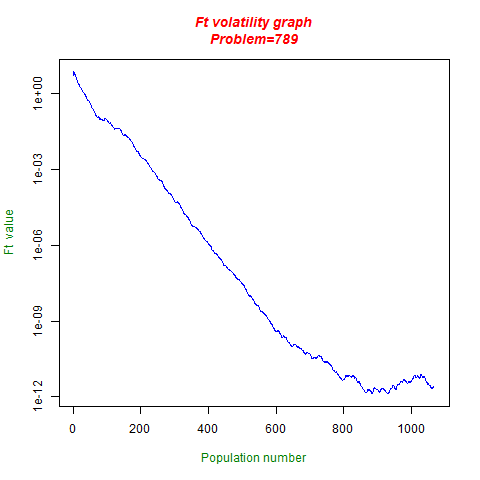 Ft volatility graph
Problem=789
1e+00
1e-03
1e-06
1e-09
1e-12
Ft value
0 200 400 600 800 1000
Population number